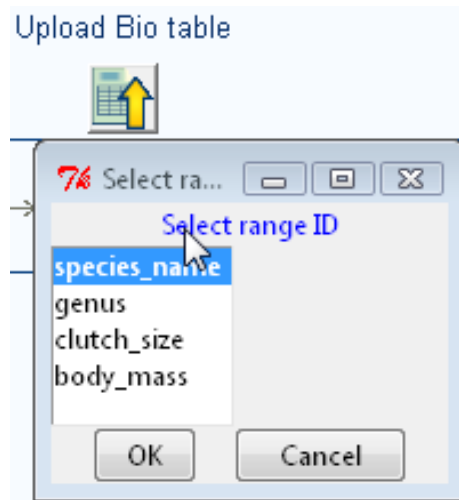 Upload Bio table
Select ra...
Select range ID
species_name
genus
clutch_size
body_mass
OK
Cancel